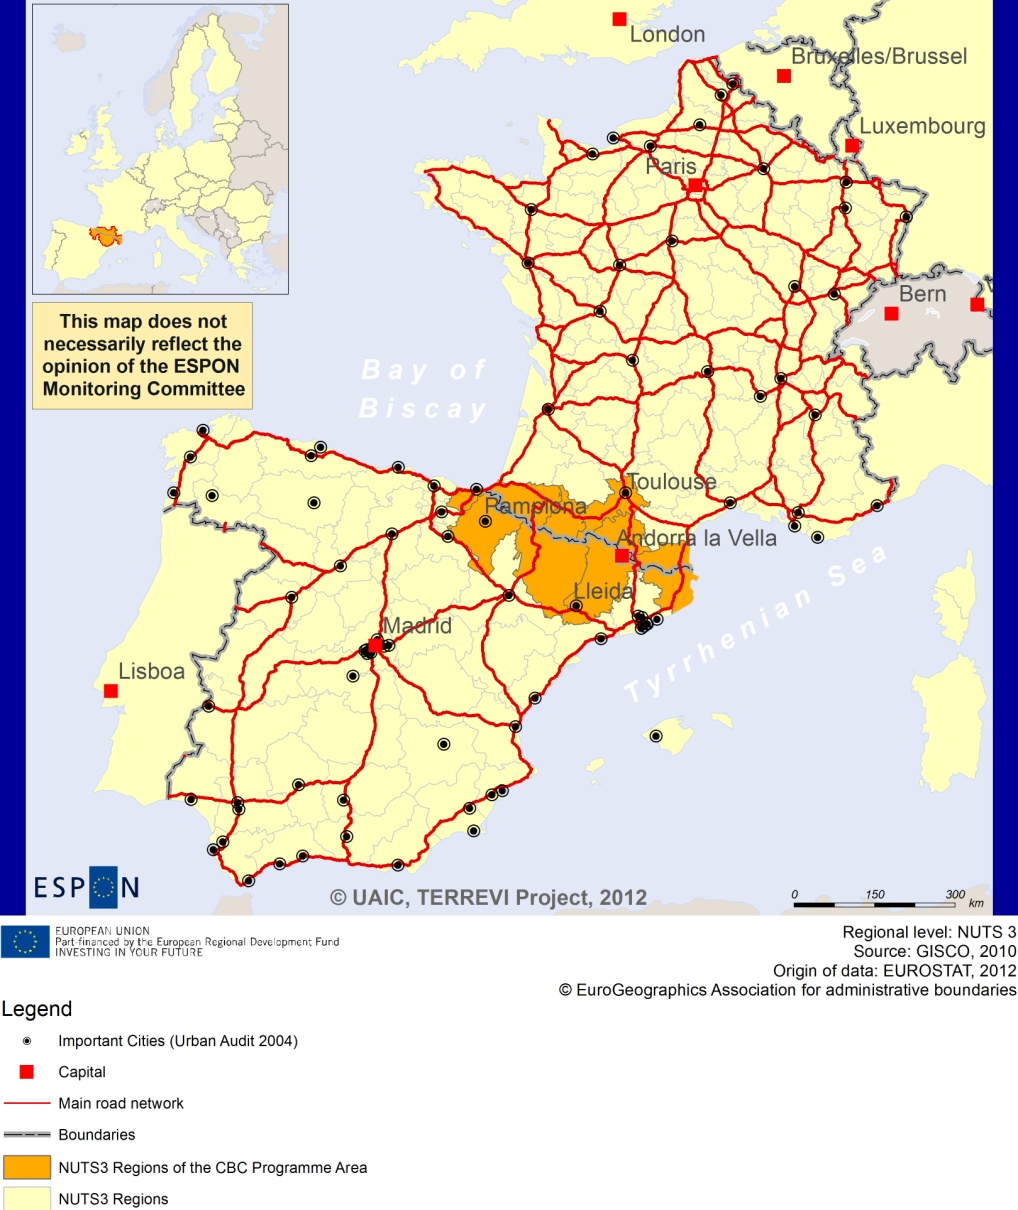 London
Bruxelles/Brussel
Luxembourg
Paris
Bern
V
This map does not
necessarily reflect the
opinion of the ESPON
Monitoring Committee
Bay of
Biscay
Toulouse
Pamplona
Andorra la Vella
Lleida
Madrid
Lisboa
Tyrrhenian Sea
ESPON
© UAIC, TERREVI Project, 2012
0 150 300
km
EUROPEAN UNION
Part-financed by the European Regional Development Fund
INVESTING IN YOUR FUTURE
Regional level: NUTS 3
Source: GISCO, 2010
Origin of data: EUROSTAT, 2012
© EuroGeographics Association for administrative boundaries
Legend
Important Cities (Urban Audit 2004)
Capital
Main road network
Boundaries
NUTS3 Regions of the CBC Programme Area
NUTS3 Regions